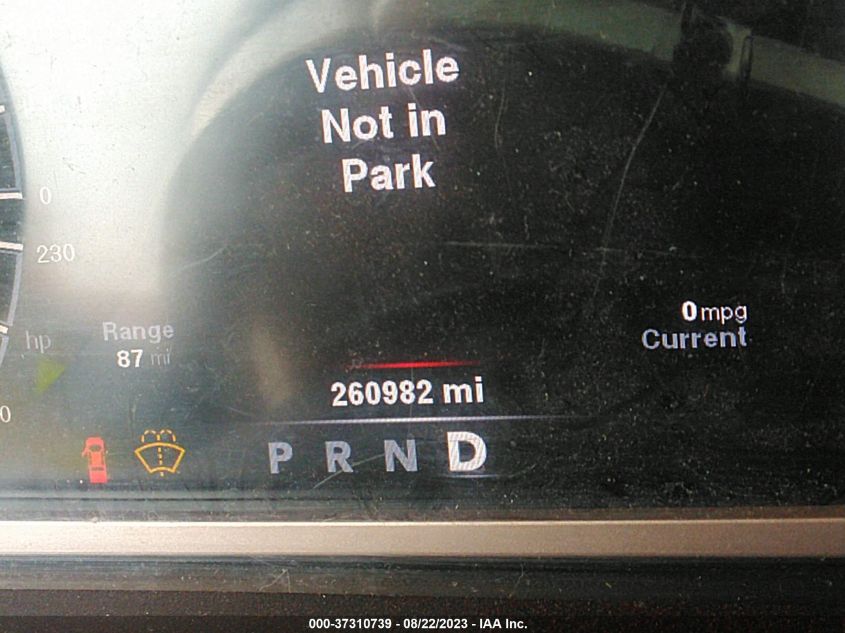 Vehicle
Not in
Park
0
230
hp
0
Range
87 mi
0 mpg
Current
260982 mi
P R N D
000-37310739 - 08/22/2023 - IAA Inc.